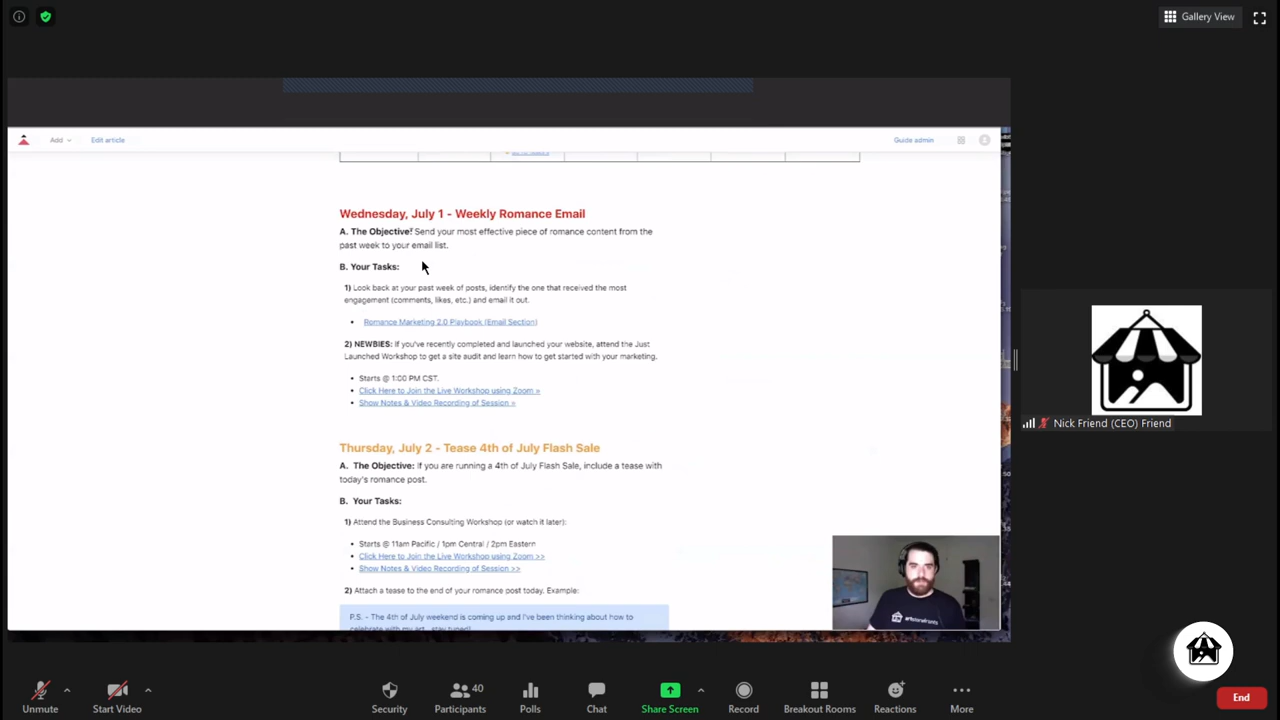 Gallery View
Add
Edit article
Guide admin
Wednesday, July 1 - Weekly Romance Email
A. The Objective: Send your most effective piece of romance content from the
past week to your email list.
B. Your Tasks:
1) Look back at your past week of posts, identify the one that received the most
engagement (comments, likes, etc.) and email it out.
• Romance Marketing 2.0 Playbook (Email Section)
2) NEWBIES: If you've recently completed and launched your website, attend the Just
Launched Workshop to get a site audit and learn how to get started with your marketing.
• Starts @ 1:00 PM CST.
• Click Here to Join the Live Workshop using Zoom »
• Show Notes & Video Recording of Session »
Thursday, July 2 - Tease 4th of July Flash Sale
A. The Objective: If you are running a 4th of July Flash Sale, include a tease with
today's romance post.
B. Your Tasks:
1) Attend the Business Consulting Workshop (or watch it later):
• Starts @ 11am Pacific / 1pm Central / 2pm Eastern
• Click Here to Join the Live Workshop using Zoom >>
• Show Notes & Video Recording of Session >>
2) Attach a tease to the end of your romance post today. Example:
P.S. - The 4th of July weekend is coming up and I've been thinking about how to
celebrate with my art...stay tuned!
Nick Friend (CEO) Friend
Unmute
Start Video
Security
40
Participants
Polls
Chat
Share Screen
Record
Breakout Rooms
Reactions
More
End